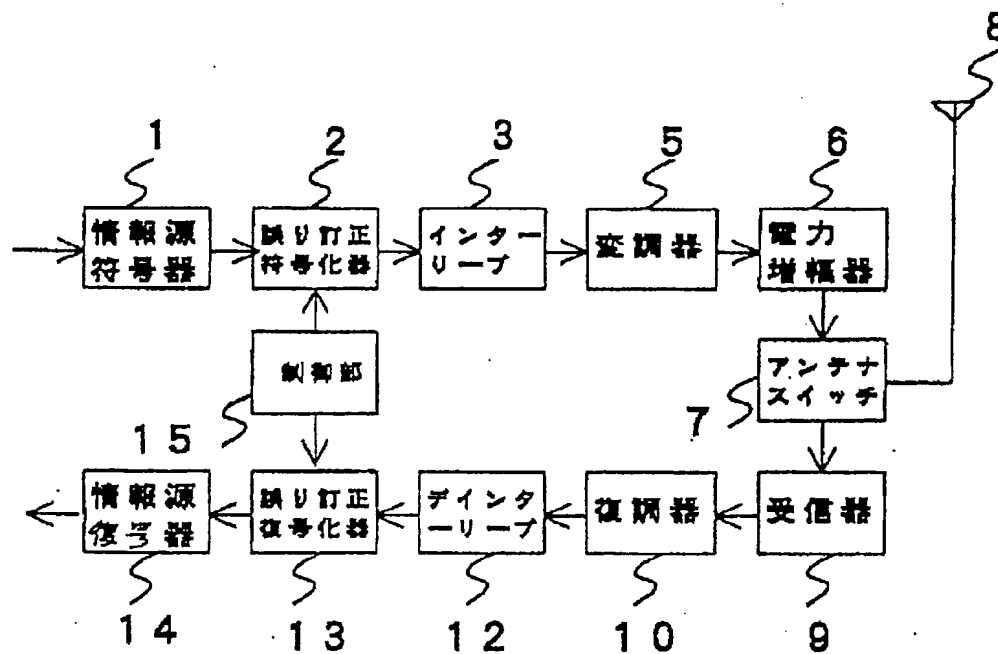 8
1
2
3
5
6
情報源
符号器
誤り訂正
符号化器
インター
リーブ
変調器
電力
増幅器
制御部
アンテナ
スイッチ
15
7
情報源
復号器
誤り訂正
復号化器
デインタ
ーリーブ
復調器
受信器
14
13
12
10
9